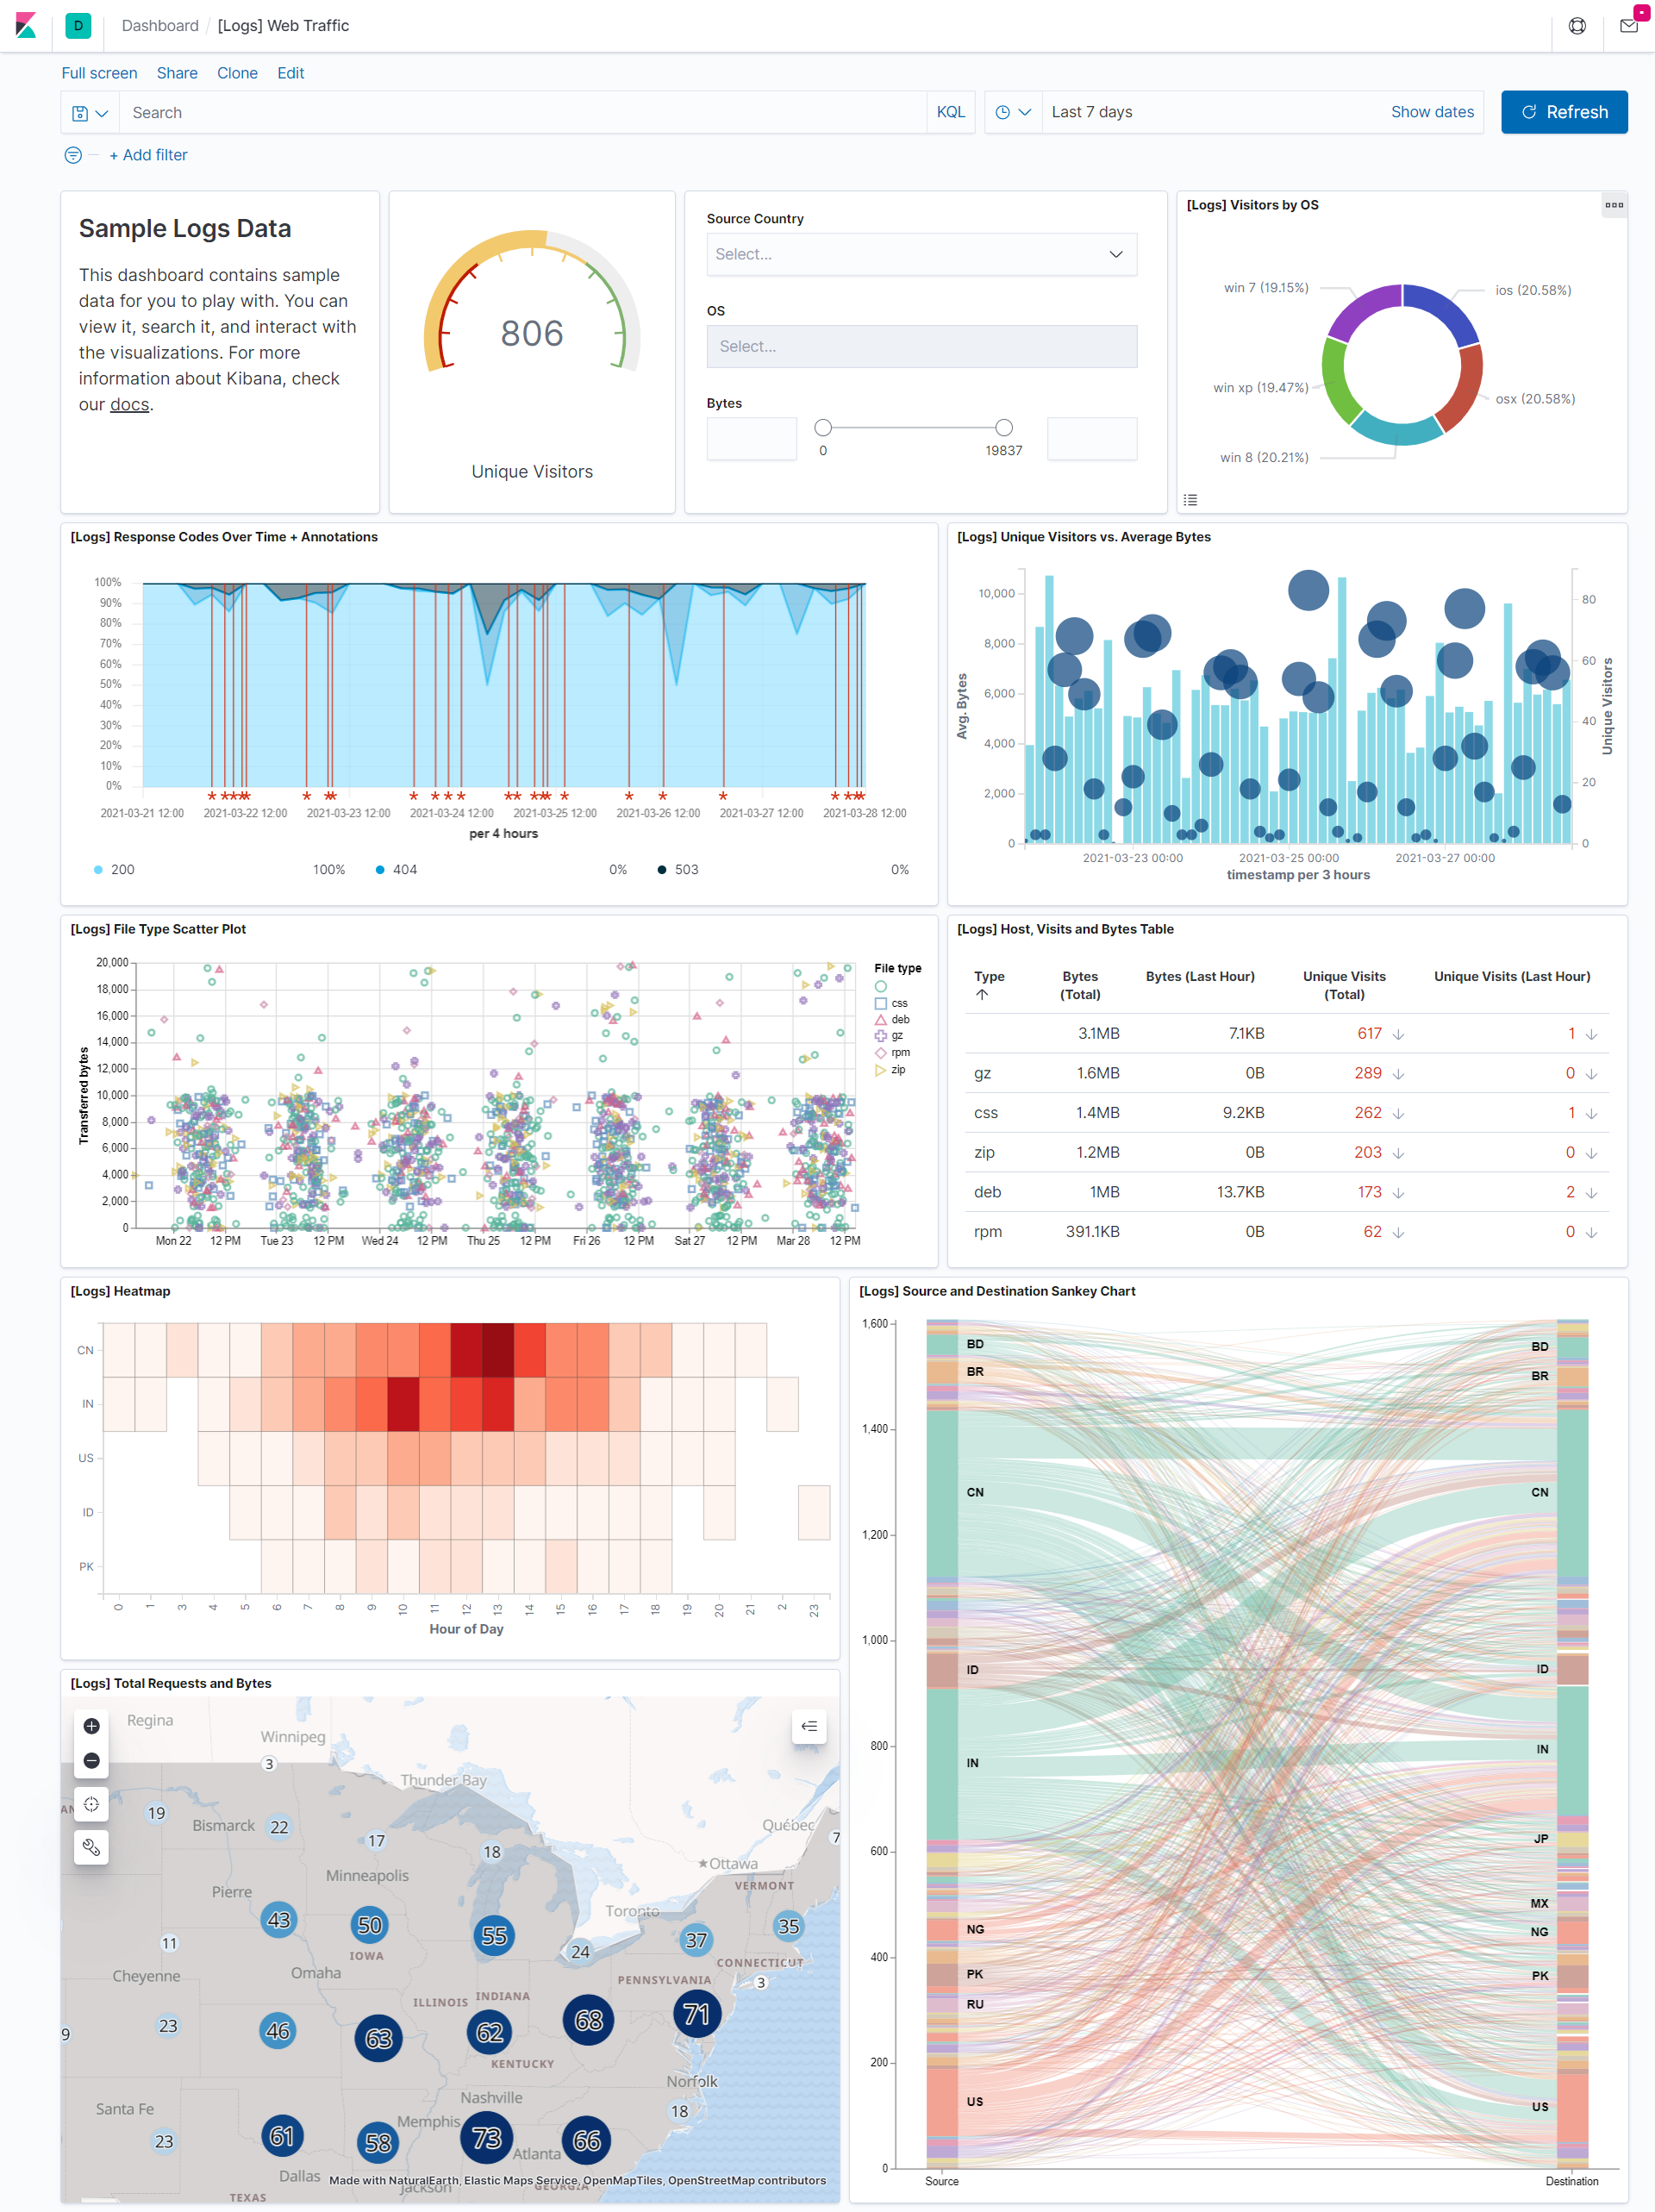 D Dashboard / [Logs] Web Traffic
Full screen Share Clone Edit
Search KQL Last 7 days Show dates Refresh
+ Add filter
Sample Logs Data
This dashboard contains sample
data for you to play with. You can
view it, search it, and interact with
the visualizations. For more
information about Kibana, check
our docs.
806
Unique Visitors
Source Country
Select...
OS
Select...
Bytes
0 19837
[Logs] Visitors by OS
win 7 (19.15%) ios (20.58%)
win xp (19.47%) osx (20.58%)
win 8 (20.21%)
[Logs] Response Codes Over Time + Annotations
100%
90%
80%
70%
60%
50%
40%
30%
20%
10%
0%
2021-03-21 12:00 2021-03-22 12:00 2021-03-23 12:00 2021-03-24 12:00 2021-03-25 12:00 2021-03-26 12:00 2021-03-27 12:00 2021-03-28 12:00
per 4 hours
200 100% 404 0% 503 0%
[Logs] Unique Visitors vs. Average Bytes
Avg. Bytes
10,000
8,000
6,000
4,000
2,000
0
80
60
40
20
0
Unique Visitors
2021-03-23 00:00 2021-03-25 00:00 2021-03-27 00:00
timestamp per 3 hours
[Logs] File Type Scatter Plot
Transferred bytes
20,000
18,000
16,000
14,000
12,000
10,000
8,000
6,000
4,000
2,000
0
Mon 22 12 PM Tue 23 12 PM Wed 24 12 PM Thu 25 12 PM Fri 26 12 PM Sat 27 12 PM Mar 28 12 PM
File type
css
deb
gz
rpm
zip
[Logs] Host, Visits and Bytes Table
Type Bytes (Total) Bytes (Last Hour) Unique Visits (Total) Unique Visits (Last Hour)
3.1MB 7.1KB 617 1
gz 1.6MB 0B 289 0
css 1.4MB 9.2KB 262 1
zip 1.2MB 0B 203 0
deb 1MB 13.7KB 173 2
rpm 391.1KB 0B 62 0
[Logs] Heatmap
CN
IN
US
ID
PK
0 1 3 4 5 6 7 8 9 10 11 12 13 14 15 16 17 18 19 20 21 2 23
Hour of Day
[Logs] Source and Destination Sankey Chart
1,600
1,400
1,200
1,000
800
600
400
200
0
BD
BR
CN
ID
IN
NG
PK
RU
US
BD
BR
CN
ID
IN
JP
MX
NG
PK
US
Source Destination
[Logs] Total Requests and Bytes
Regina
Winnipeg
3
Thunder Bay
19
Bismarck 22
17
18
Québec
7
Minneapolis
Ottawa
Pierre
VERMONT
Toronto
43 50 55 37 35
11
IOWA
24
CONNECTICUT
Cheyenne
Omaha
PENNSYLVANIA
3
ILLINOIS INDIANA
9 23 46 63 62 68 71
KENTUCKY
Norfolk
Nashville
Santa Fe
Memphis
18
23 61 58 73 66
Atlanta
Dallas
Made with NaturalEarth, Elastic Maps Service, OpenMapTiles, OpenStreetMap contributors
Jackson GEORGIA
TEXAS